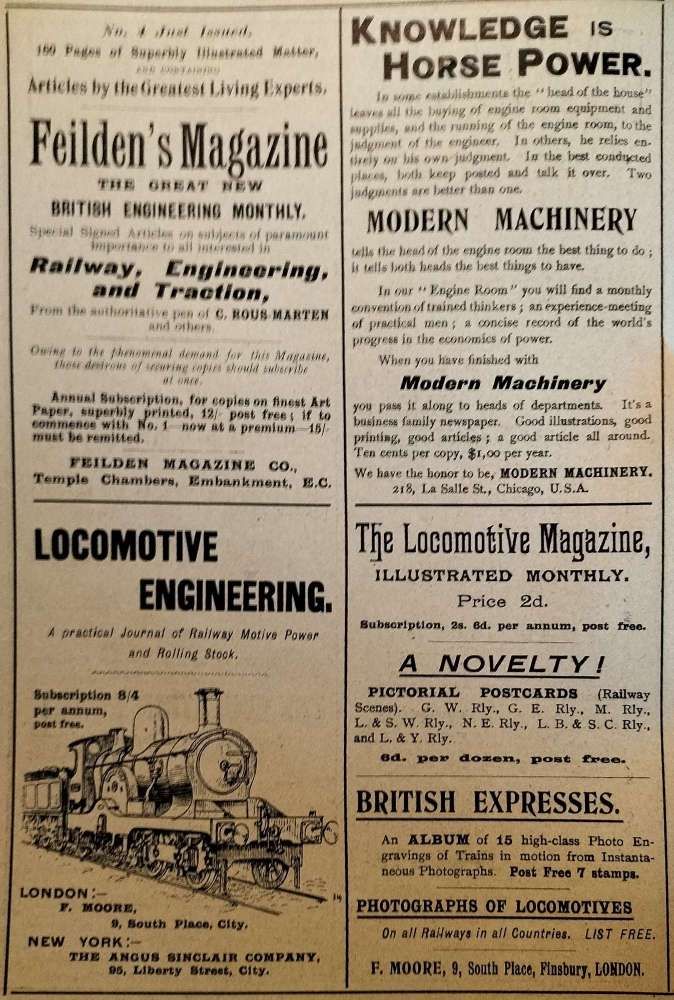 No. 4 Just Issued,
160 Pages of Superbly Illustrated Matter,
AND CONTAINING
Articles by the Greatest Living Experts.
Feilden's Magazine
THE GREAT NEW
BRITISH ENGINEERING MONTHLY.
Special Signed Articles on subjects of paramount
importance to all interested in
Railway, Engineering,
and Traction,
From the authoritative pen of C. ROUS-MARTEN
and others.
Owing to the phenomenal demand for this Magazine,
those desirous of securing copies should subscribe
at once.
Annual Subscription, for copies on finest Art
Paper, superbly printed, 12/- post free; if to
commence with No. 1—now at a premium—15/-
must be remitted.
FEILDEN MAGAZINE CO.,
Temple Chambers, Embankment, E.C.
LOCOMOTIVE
ENGINEERING.
A practical Journal of Railway Motive Power
and Rolling Stock.
Subscription 8/4
per annum,
post free.
LONDON:—
F. MOORE,
9, South Place, City.
NEW YORK:—
THE ANGUS SINCLAIR COMPANY,
95, Liberty Street, City.
KNOWLEDGE IS
HORSE POWER.
In some establishments the "head of the house"
leaves all the buying of engine room equipment and
supplies, and the running of the engine room, to the
judgment of the engineer. In others, he relies en-
tirely on his own judgment. In the best conducted
places, both keep posted and talk it over. Two
judgments are better than one.
MODERN MACHINERY
tells the head of the engine room the best thing to do;
it tells both heads the best things to have.
In our "Engine Room" you will find a monthly
convention of trained thinkers; an experience-meeting
of practical men; a concise record of the world's
progress in the economics of power.
When you have finished with
Modern Machinery
you pass it along to heads of departments. It's a
business family newspaper. Good illustrations, good
printing, good articles; a good article all around.
Ten cents per copy, $1,00 per year.
We have the honor to be, MODERN MACHINERY.
218, La Salle St., Chicago, U.S.A.
The Locomotive Magazine,
ILLUSTRATED MONTHLY.
Price 2d.
Subscription, 2s. 6d. per annum, post free.
A NOVELTY!
PICTORIAL POSTCARDS (Railway
Scenes). G. W. Rly., G. E. Rly., M. Rly.,
L. & S. W. Rly., N. E. Rly., L. B. & S. C. Rly.,
and L. & Y. Rly.
6d. per dozen, post free.
BRITISH EXPRESSES.
An ALBUM of 15 high-class Photo En-
gravings of Trains in motion from Instanta-
neous Photographs. Post Free 7 stamps.
PHOTOGRAPHS OF LOCOMOTIVES
On all Railways in all Countries. LIST FREE.
F. MOORE, 9, South Place, Finsbury, LONDON.